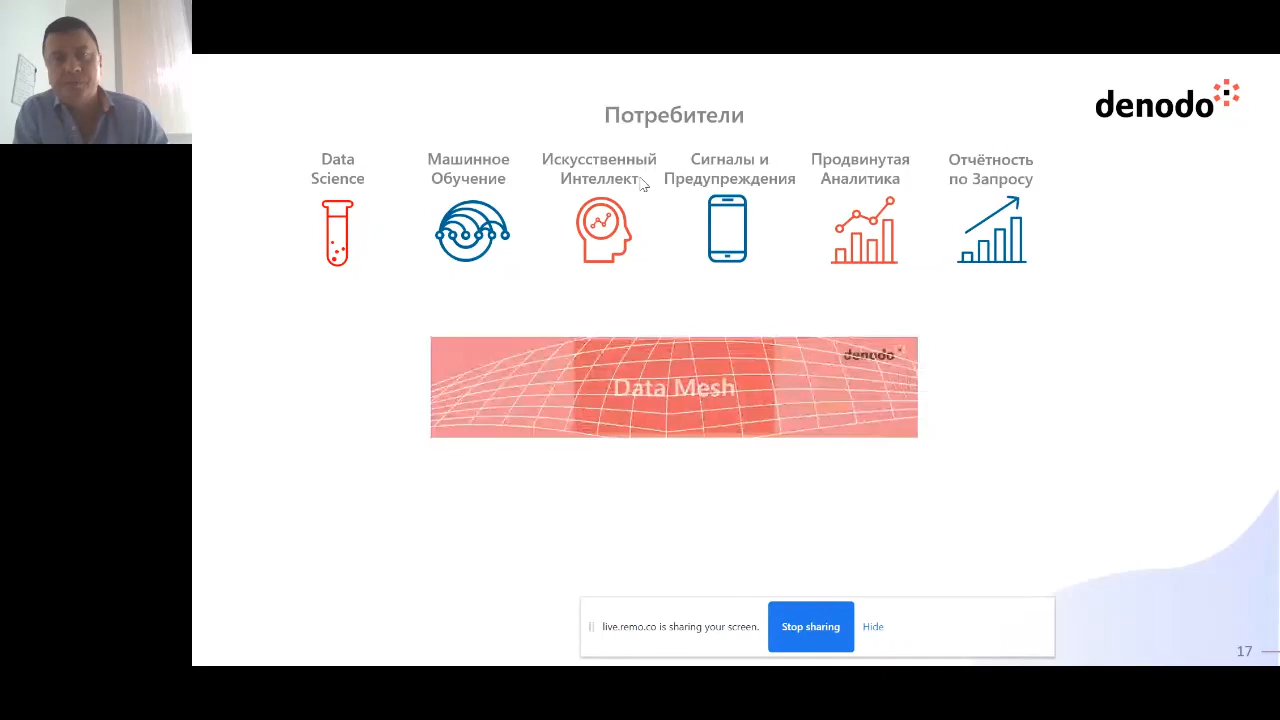 Потребители
denodo
Data
Science
Машинное
Обучение
Искусственный
Интеллект
Сигналы и
Предупреждения
Продвинутая
Аналитика
Отчётность
по Запросу
denodo
Data Mesh
live.remo.co is sharing your screen.
Stop sharing
Hide
17